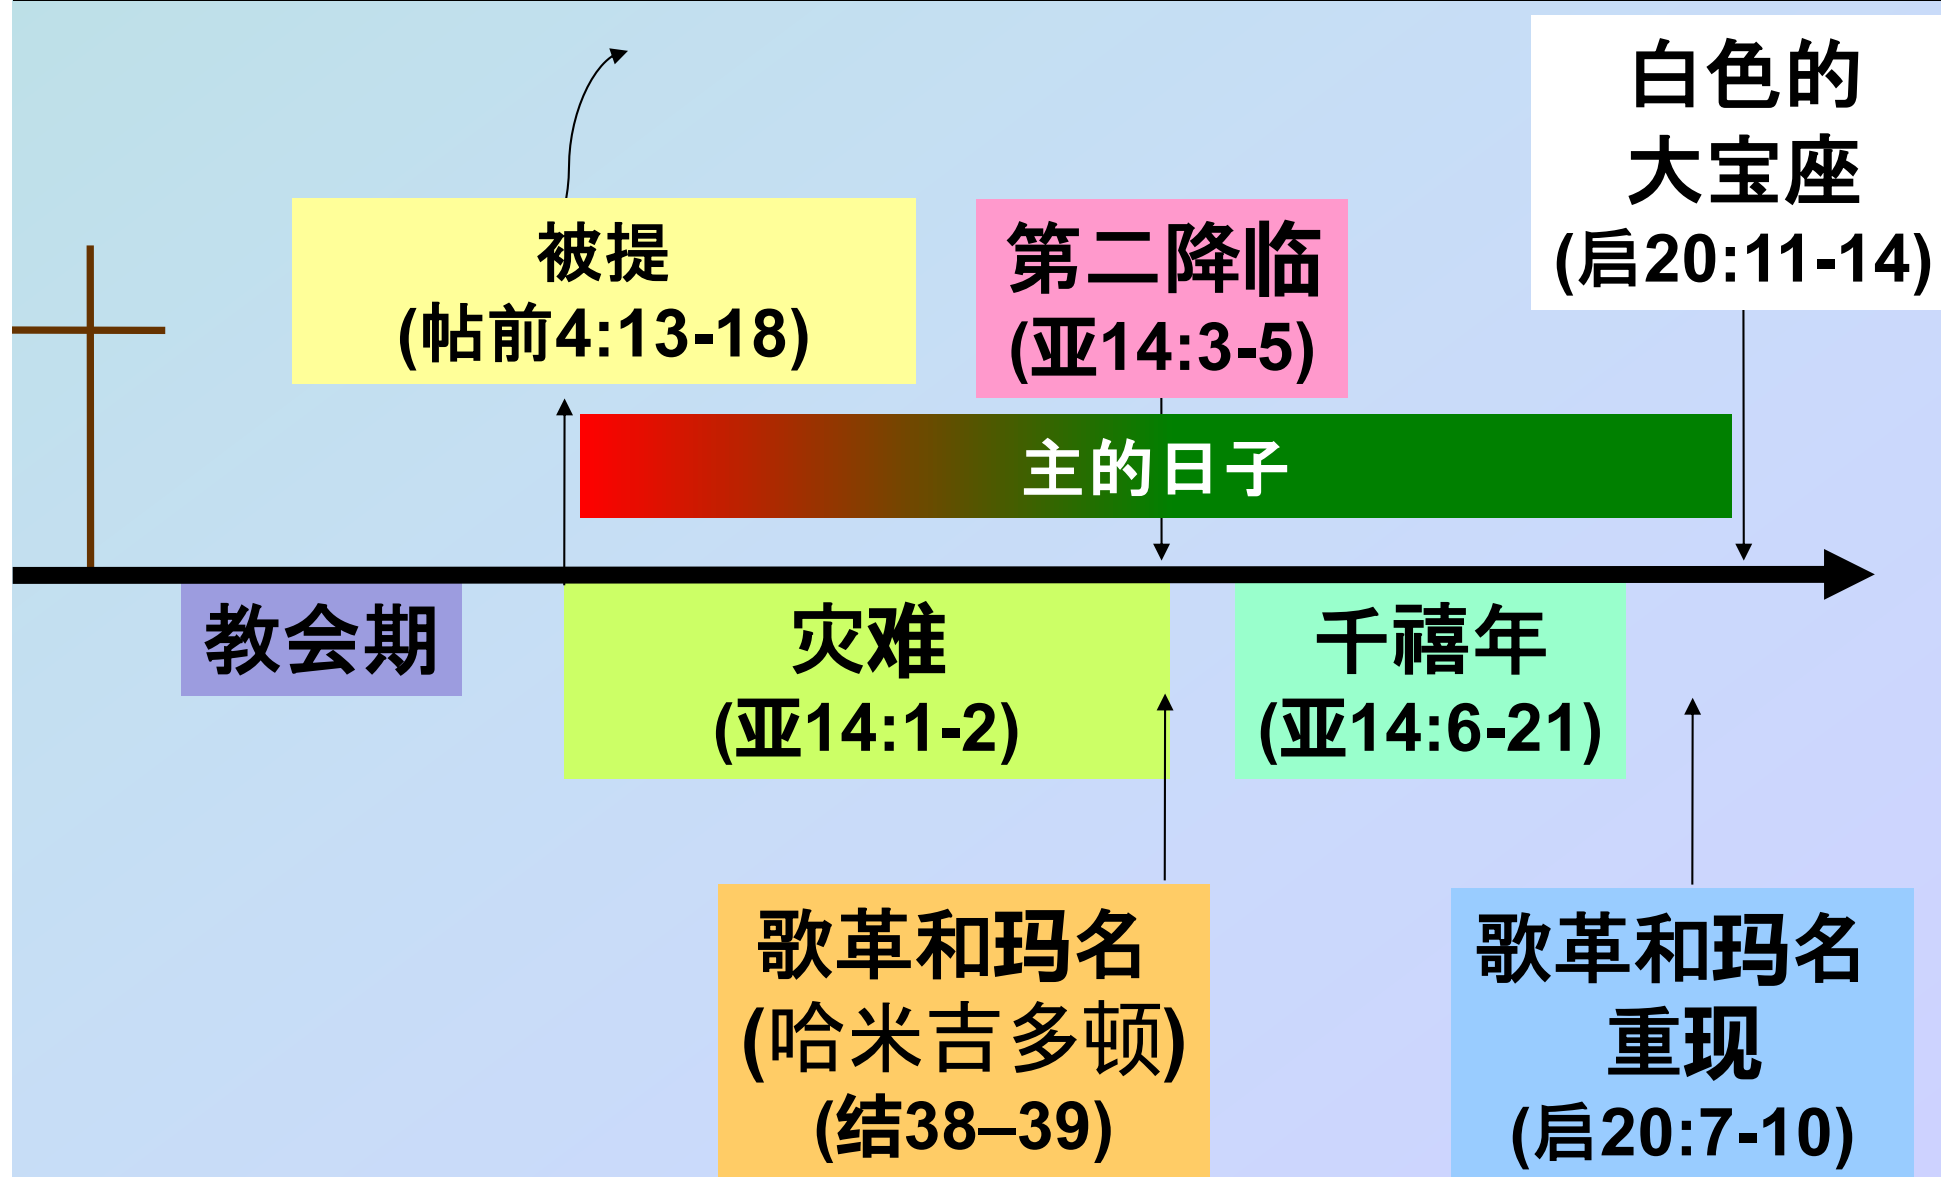 白色的
大宝座
(启20:11-14)
被提
(帖前4:13-18)
第二降临
(亚14:3-5)
主的日子
教会期
灾难
(亚14:1-2)
千禧年
(亚14:6-21)
歌革和玛各
(哈米吉多顿)
(结38–39)
歌革和玛各
重现
(启20:7-10)